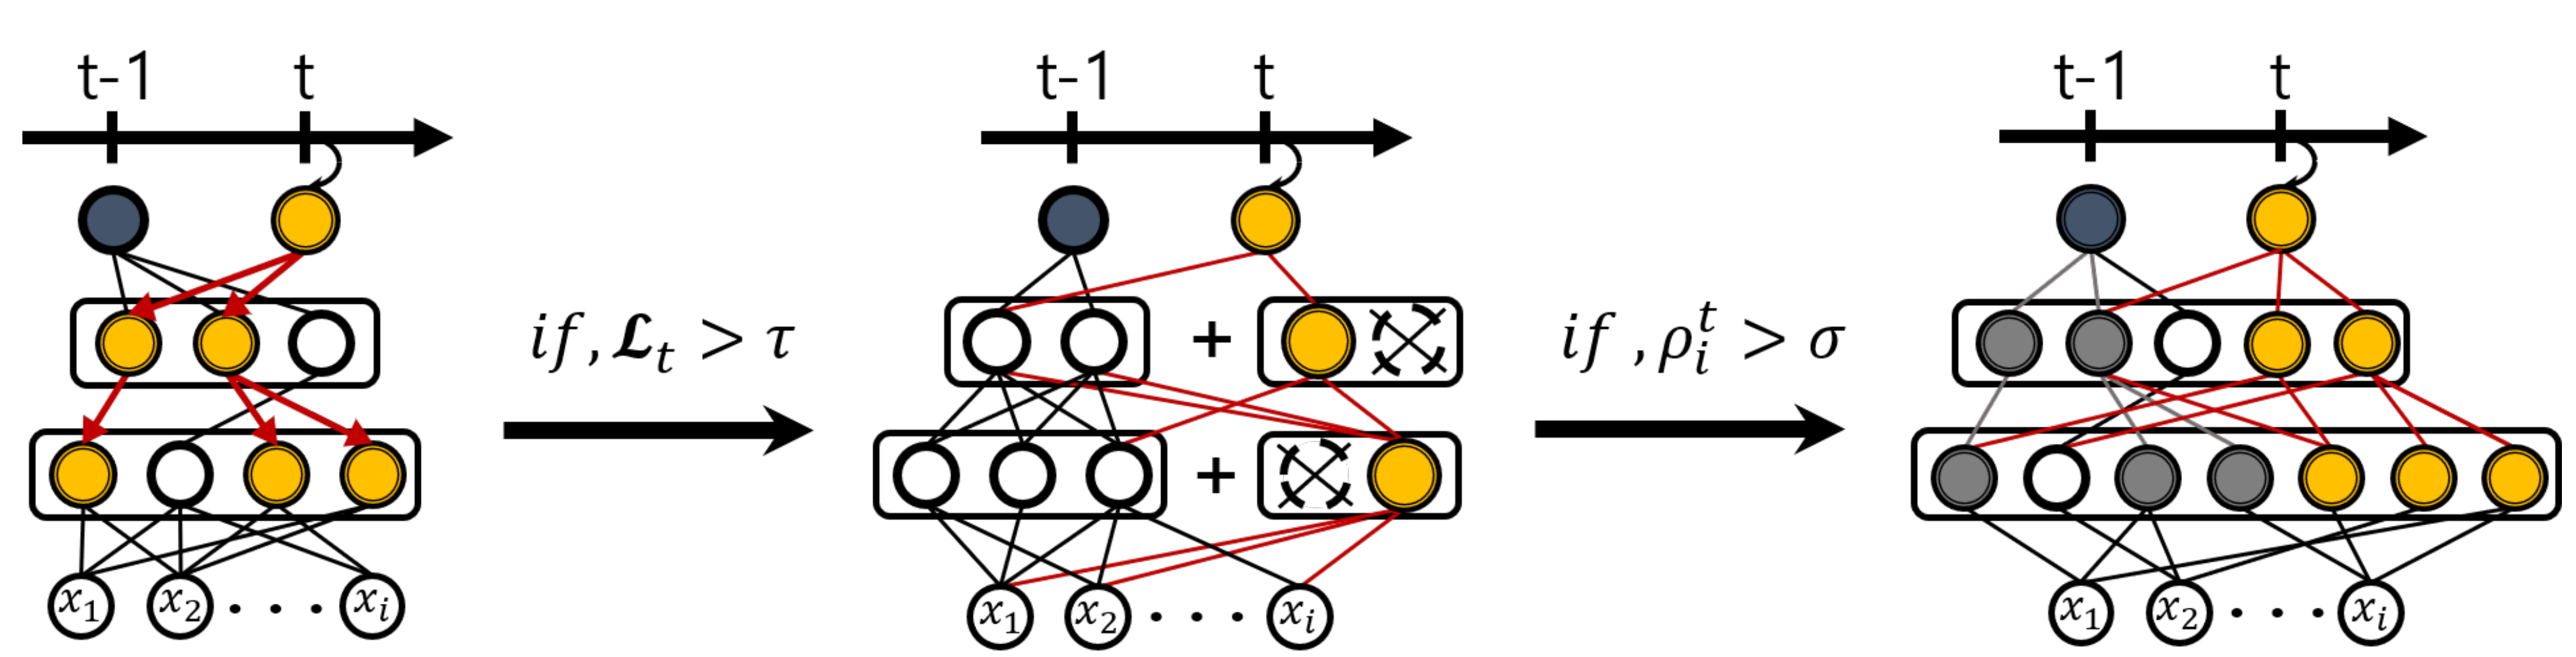 t-1 t
x₁ x₂ · · · xᵢ
if, 𝓛ₜ > τ
t-1 t
+
+
x₁ x₂ · · · xᵢ
if , ρᵢᵗ > σ
t-1 t
x₁ x₂ · · · xᵢ